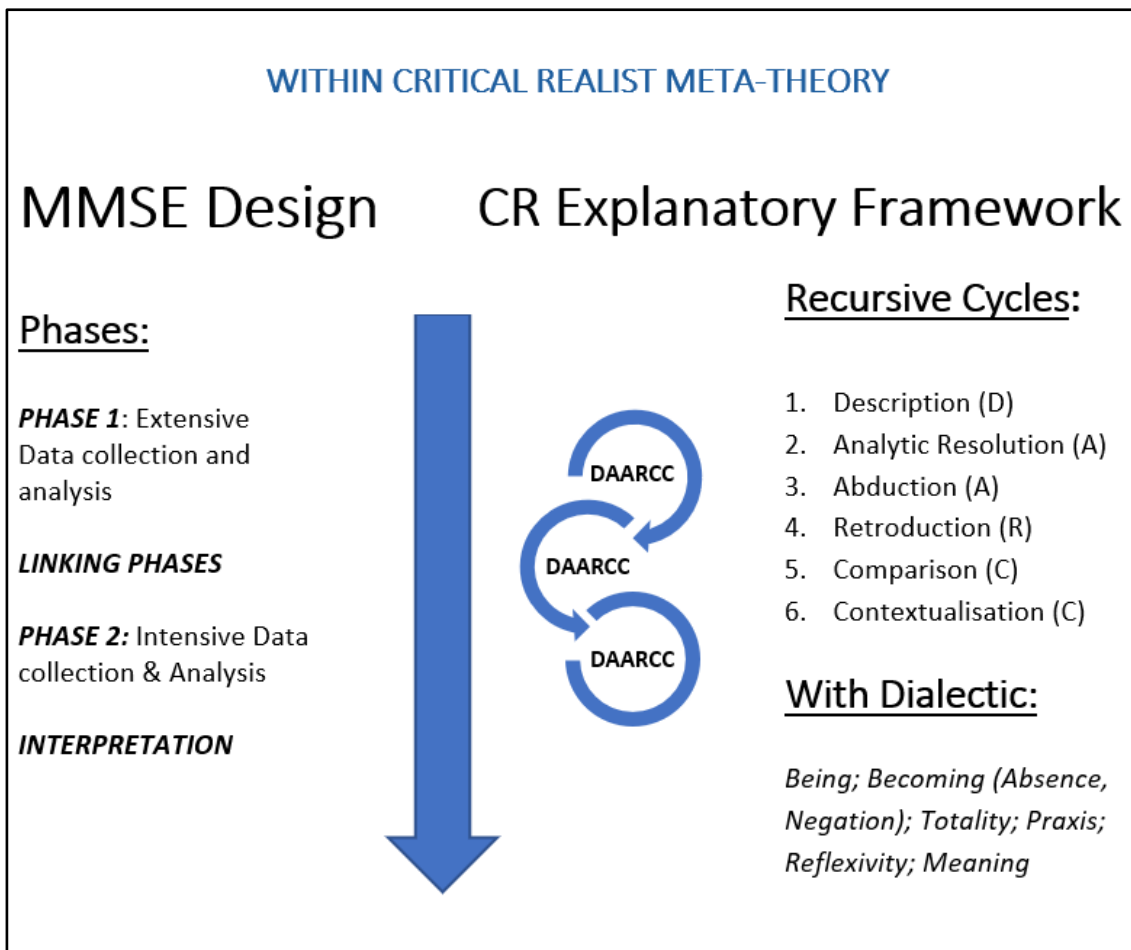 WITHIN CRITICAL REALIST META-THEORY
MMSE Design
CR Explanatory Framework
Phases:
PHASE 1: Extensive
Data collection and
analysis
LINKING PHASES
PHASE 2: Intensive Data
collection & Analysis
INTERPRETATION
DAARCC
DAARCC
DAARCC
Recursive Cycles:
1. Description (D)
2. Analytic Resolution (A)
3. Abduction (A)
4. Retroduction (R)
5. Comparison (C)
6. Contextualisation (C)
With Dialectic:
Being; Becoming (Absence,
Negation); Totality; Praxis;
Reflexivity; Meaning